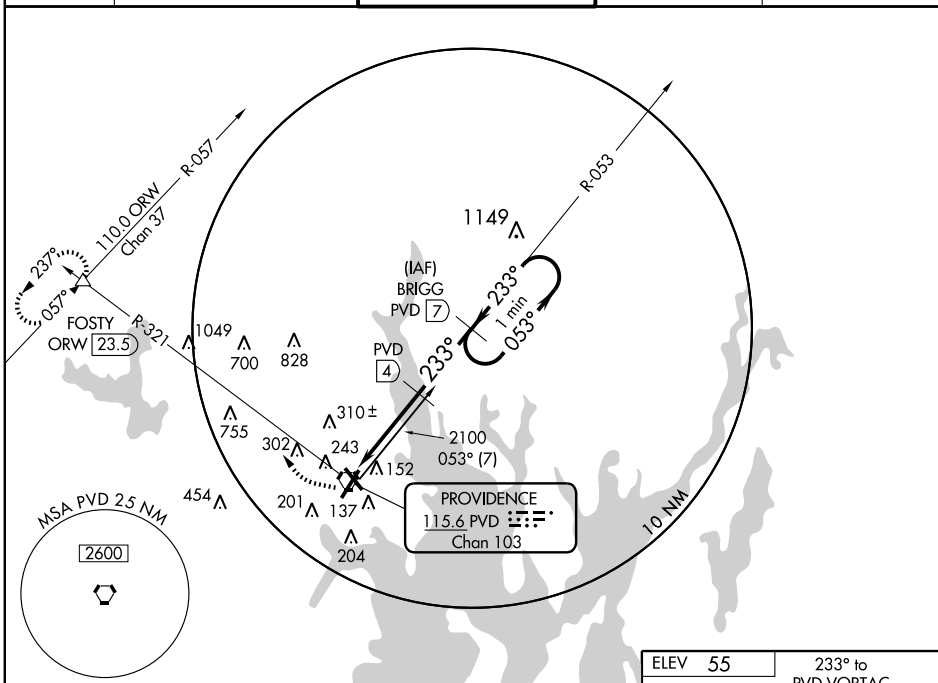 R-053
R-057
1149
110.0 ORW
Chan 37
237°
057°
(IAF)
BRIGG
PVD 7
233°
1 min
053°
FOSTY
ORW 23.5
R-321
1049
700
828
PVD
4
233°
755
310±
302
243
152
2100
053° (7)
454
201
137
204
PROVIDENCE
115.6 PVD
Chan 103
10 NM
MSA PVD 25 NM
2600
ELEV 55
233° to
PVD VORTAC